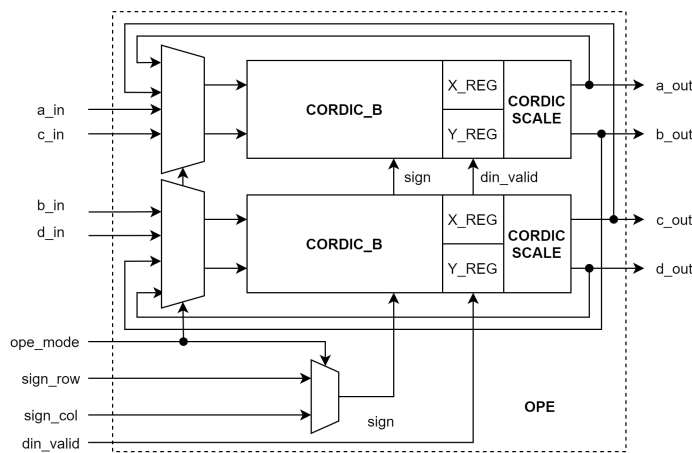 a_in
c_in
CORDIC_B
X_REG
Y_REG
CORDIC
SCALE
a_out
b_out
sign
din_valid
b_in
d_in
CORDIC_B
X_REG
Y_REG
CORDIC
SCALE
c_out
d_out
ope_mode
sign_row
sign_col
din_valid
sign
OPE